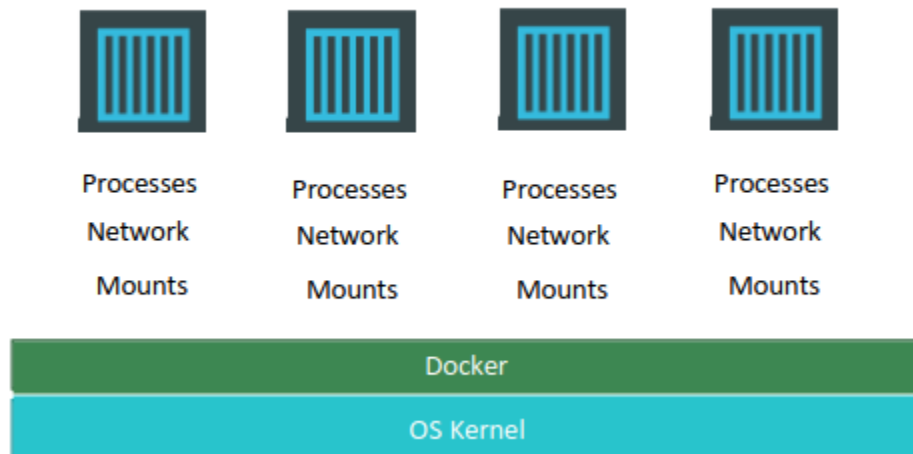 Processes Processes Processes Processes
Network Network Network Network
Mounts Mounts Mounts Mounts
Docker
OS Kernel